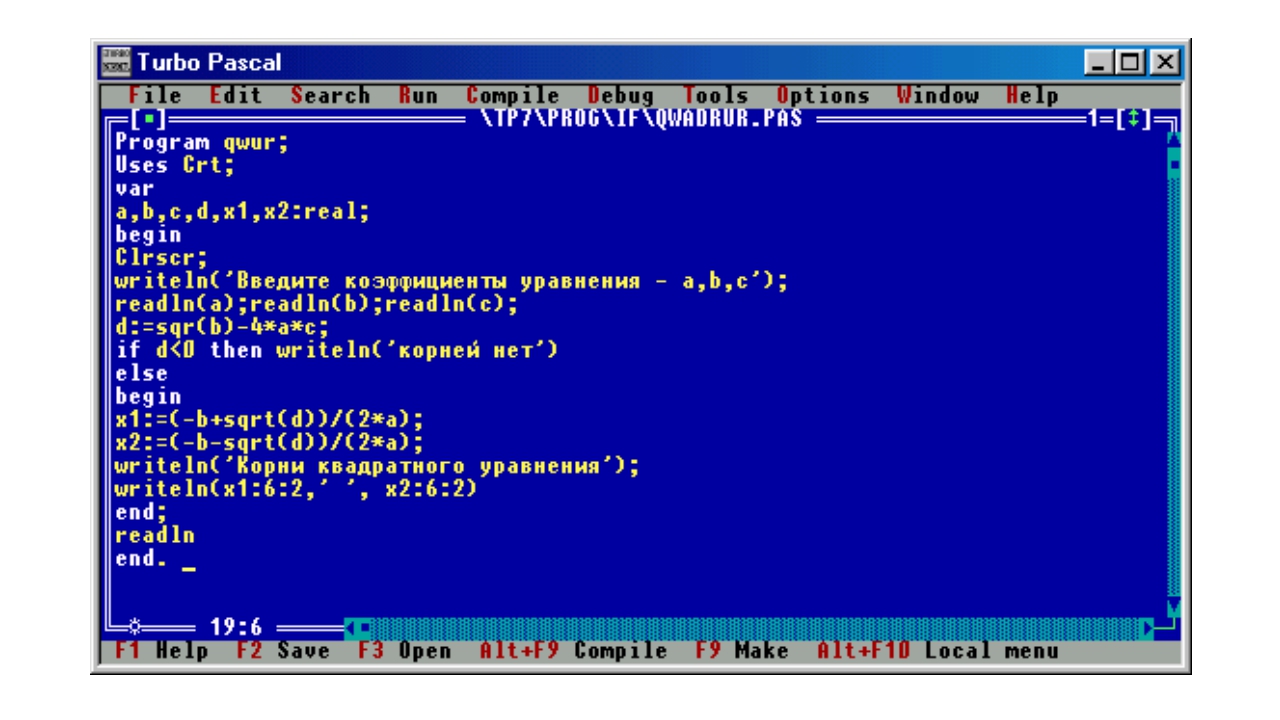 Turbo Pascal
File Edit Search Run Compile Debug Tools Options Window Help
\TP7\PROG\IF\QWADRUR.PAS 1=[↕]
Program qwur;
Uses Crt;
var
a,b,c,d,x1,x2:real;
begin
Clrscr;
writeln('Введите коэффициенты уравнения - a,b,c');
readln(a);readln(b);readln(c);
d:=sqr(b)-4*a*c;
if d<0 then writeln('корней нет')
else
begin
x1:=(-b+sqrt(d))/(2*a);
x2:=(-b-sqrt(d))/(2*a);
writeln('Корни квадратного уравнения');
writeln(x1:6:2,' ', x2:6:2)
end;
readln
end. _
19:6
F1 Help F2 Save F3 Open Alt+F9 Compile F9 Make Alt+F10 Local menu